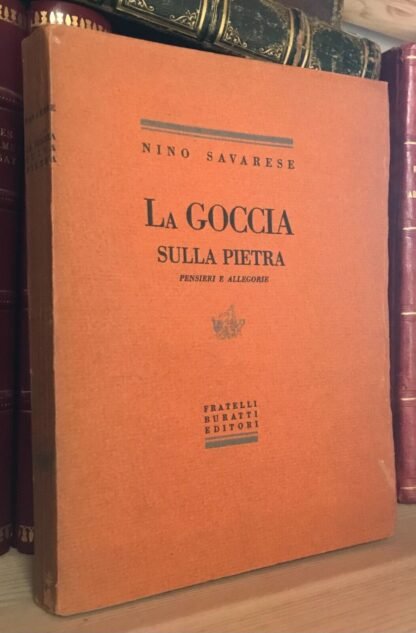 NINO SAVARESE
LA GOCCIA
SULLA PIETRA
PENSIERI E ALLEGORIE
FRATELLI
BURATTI
EDITORI